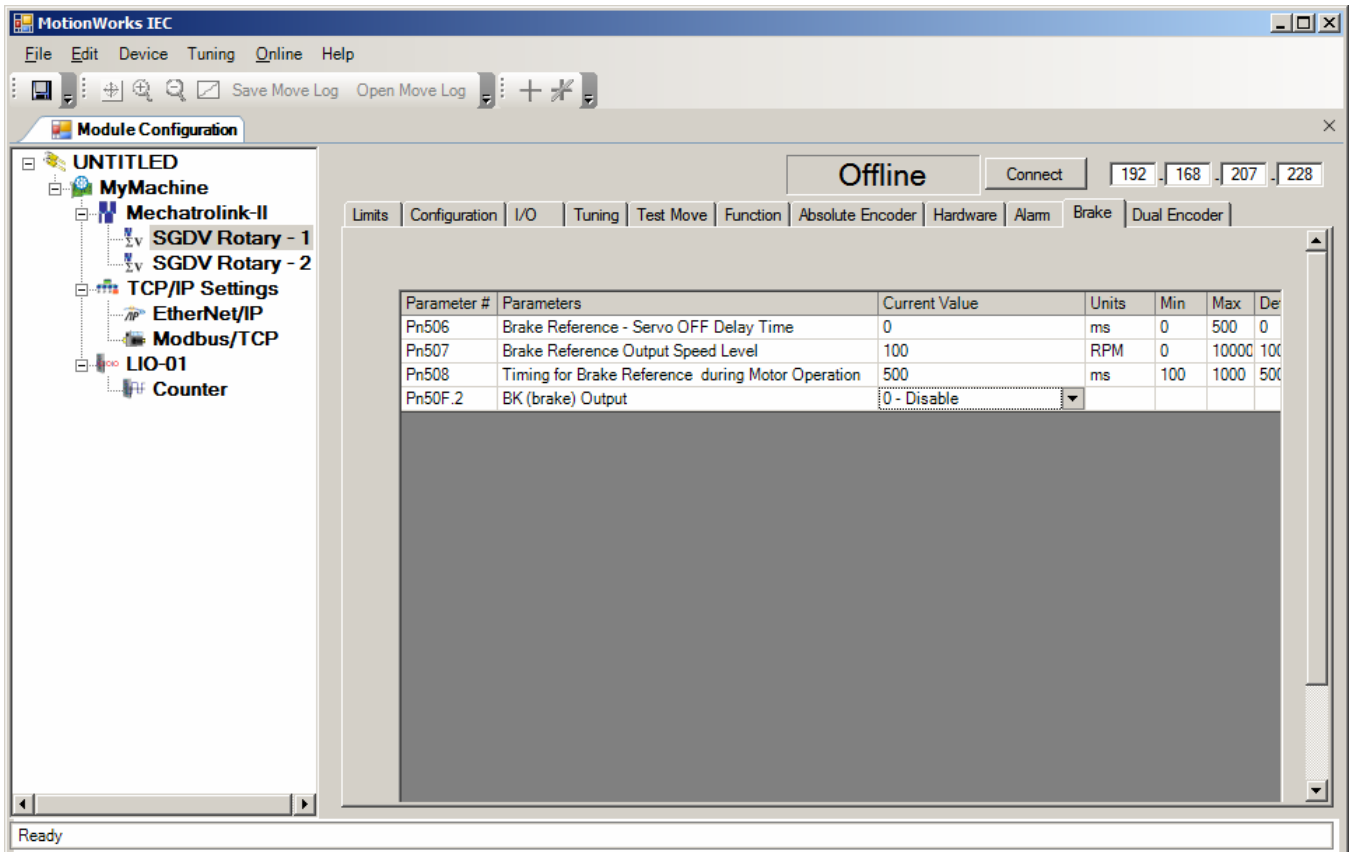 MotionWorks IEC
File Edit Device Tuning Online Help
Save Move Log Open Move Log
Module Configuration
UNTITLED
MyMachine
Mechatrolink-II
SGDV Rotary - 1
SGDV Rotary - 2
TCP/IP Settings
EtherNet/IP
Modbus/TCP
LIO-01
Counter
Offline Connect 192 . 168 . 207 . 228
Limits Configuration I/O Tuning Test Move Function Absolute Encoder Hardware Alarm Brake Dual Encoder
Parameter # Parameters Current Value Units Min Max De
Pn506 Brake Reference - Servo OFF Delay Time 0 ms 0 500 0
Pn507 Brake Reference Output Speed Level 100 RPM 0 10000 100
Pn508 Timing for Brake Reference during Motor Operation 500 ms 100 1000 500
Pn50F.2 BK (brake) Output 0 - Disable
Ready